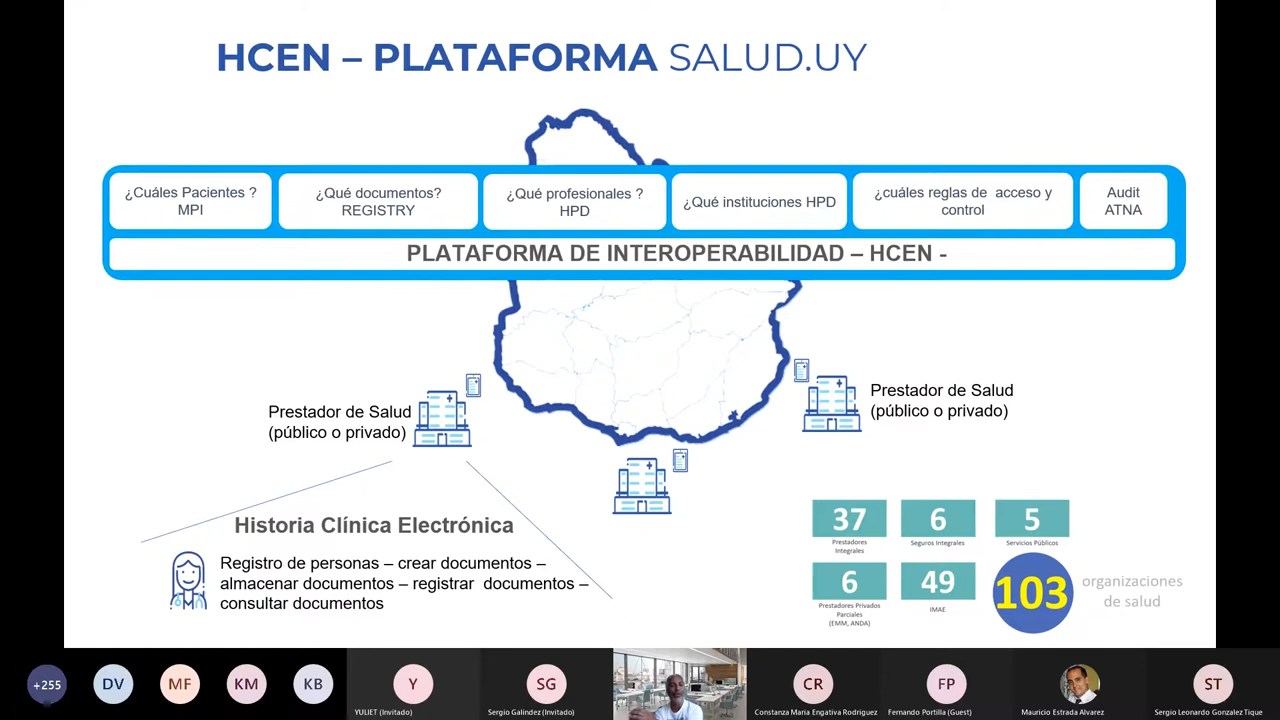 HCEN – PLATAFORMA SALUD.UY
¿Cuáles Pacientes ?
MPI
¿Qué documentos?
REGISTRY
¿Qué profesionales ?
HPD
¿Qué instituciones HPD
¿cuáles reglas de acceso y
control
Audit
ATNA
PLATAFORMA DE INTEROPERABILIDAD – HCEN -
Prestador de Salud
(público o privado)
Prestador de Salud
(público o privado)
Historia Clínica Electrónica
Registro de personas – crear documentos –
almacenar documentos – registrar documentos –
consultar documentos
37
Prestadores
Integrales
6
Seguros Integrales
5
Servicios Públicos
6
Prestadores Privados
Parciales
(EMM, ANDA)
49
IMAE
103
organizaciones
de salud
+255
DV
MF
KM
KB
Y
YULIET (Invitado)
SG
Sergio Galindez (Invitado)
CR
Constanza Maria Engativa Rodriguez
FP
Fernando Portilla (Guest)
Mauricio Estrada Alvarez
ST
Sergio Leonardo Gonzalez Tique